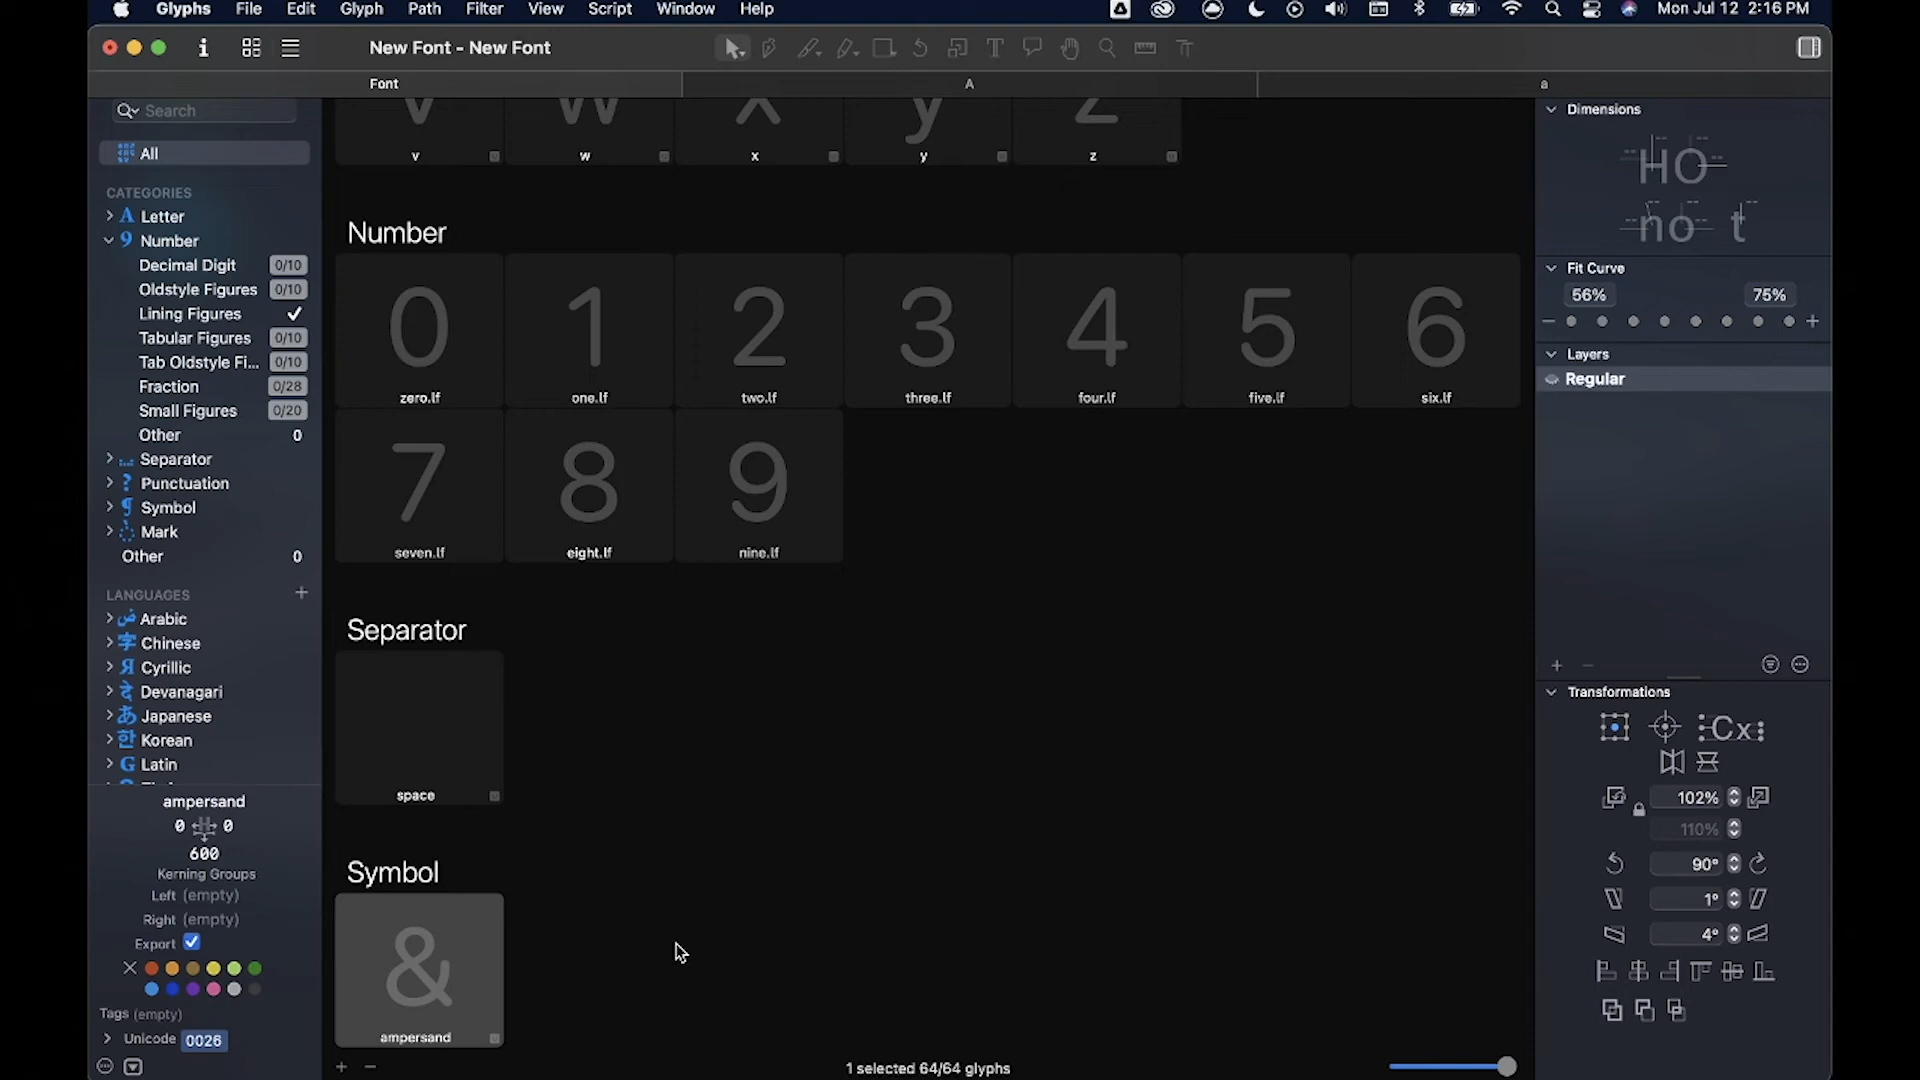 Glyphs File Edit Glyph Path Filter View Script Window Help Mon Jul 12 2:16 PM
New Font - New Font
Font A a
Search
All
CATEGORIES
Letter
Number
Decimal Digit 0/10
Oldstyle Figures 0/10
Lining Figures
Tabular Figures 0/10
Tab Oldstyle Fi... 0/10
Fraction 0/28
Small Figures 0/20
Other 0
Separator
Punctuation
Symbol
Mark
Other 0
LANGUAGES +
Arabic
Chinese
Cyrillic
Devanagari
Japanese
Korean
Latin
ampersand
0 0
600
Kerning Groups
Left (empty)
Right (empty)
Export
Tags (empty)
Unicode 0026
v w x y z
v w x y z
Number
0 1 2 3 4 5 6
zero.lf one.lf two.lf three.lf four.lf five.lf six.lf
7 8 9
seven.lf eight.lf nine.lf
Separator
space
Symbol
&
ampersand
1 selected 64/64 glyphs
Dimensions
HO
no t
Fit Curve
56% 75%
Layers
Regular
Transformations
Cx
102%
110%
90°
1°
4°